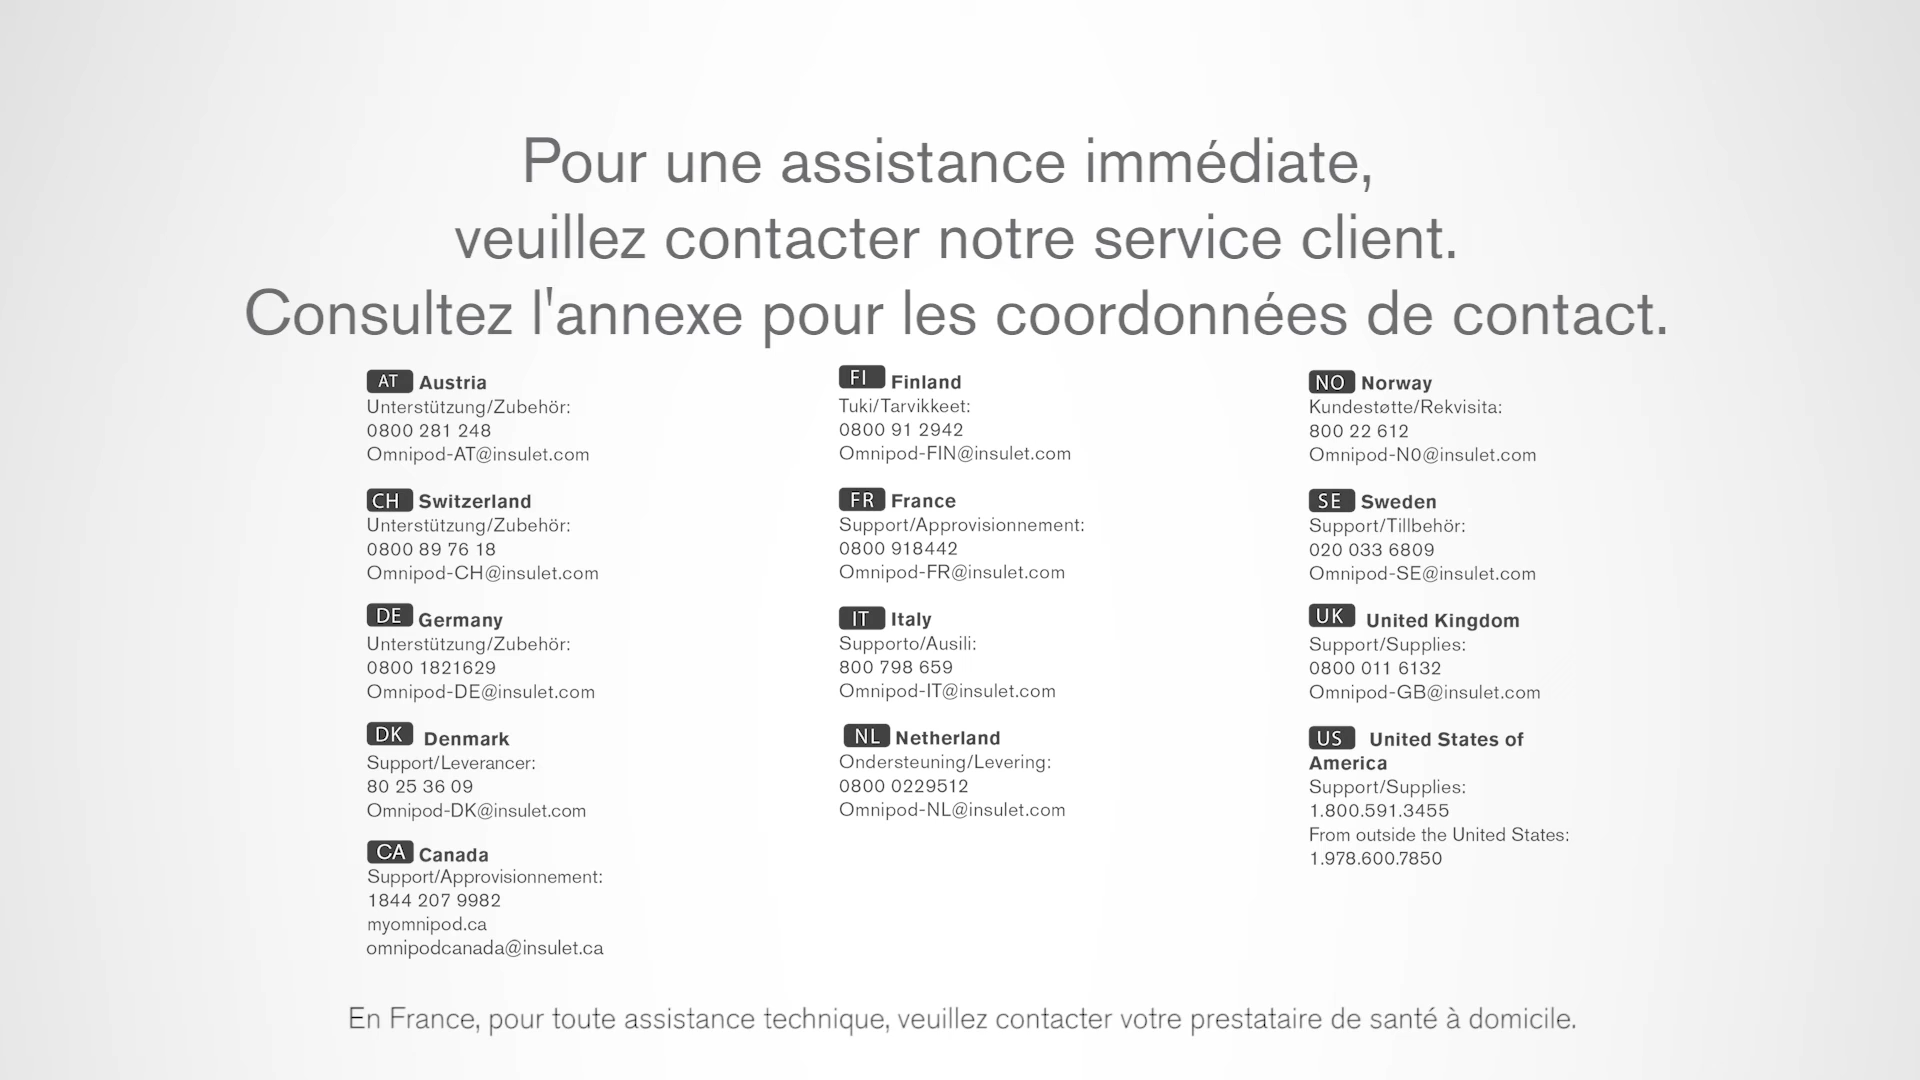 Pour une assistance immédiate,
veuillez contacter notre service client.
Consultez l'annexe pour les coordonnées de contact.
AT Austria
Unterstützung/Zubehör:
0800 281 248
Omnipod-AT@insulet.com
CH Switzerland
Unterstützung/Zubehör:
0800 89 76 18
Omnipod-CH@insulet.com
DE Germany
Unterstützung/Zubehör:
0800 1821629
Omnipod-DE@insulet.com
DK Denmark
Support/Leverancer:
80 25 36 09
Omnipod-DK@insulet.com
CA Canada
Support/Approvisionnement:
1844 207 9982
myomnipod.ca
omnipodcanada@insulet.ca
FI Finland
Tuki/Tarvikkeet:
0800 91 2942
Omnipod-FIN@insulet.com
FR France
Support/Approvisionnement:
0800 918442
Omnipod-FR@insulet.com
IT Italy
Supporto/Ausili:
800 798 659
Omnipod-IT@insulet.com
NL Netherland
Ondersteuning/Levering:
0800 0229512
Omnipod-NL@insulet.com
NO Norway
Kundestøtte/Rekvisita:
800 22 612
Omnipod-N0@insulet.com
SE Sweden
Support/Tillbehör:
020 033 6809
Omnipod-SE@insulet.com
UK United Kingdom
Support/Supplies:
0800 011 6132
Omnipod-GB@insulet.com
US United States of
America
Support/Supplies:
1.800.591.3455
From outside the United States:
1.978.600.7850
En France, pour toute assistance technique, veuillez contacter votre prestataire de santé à domicile.